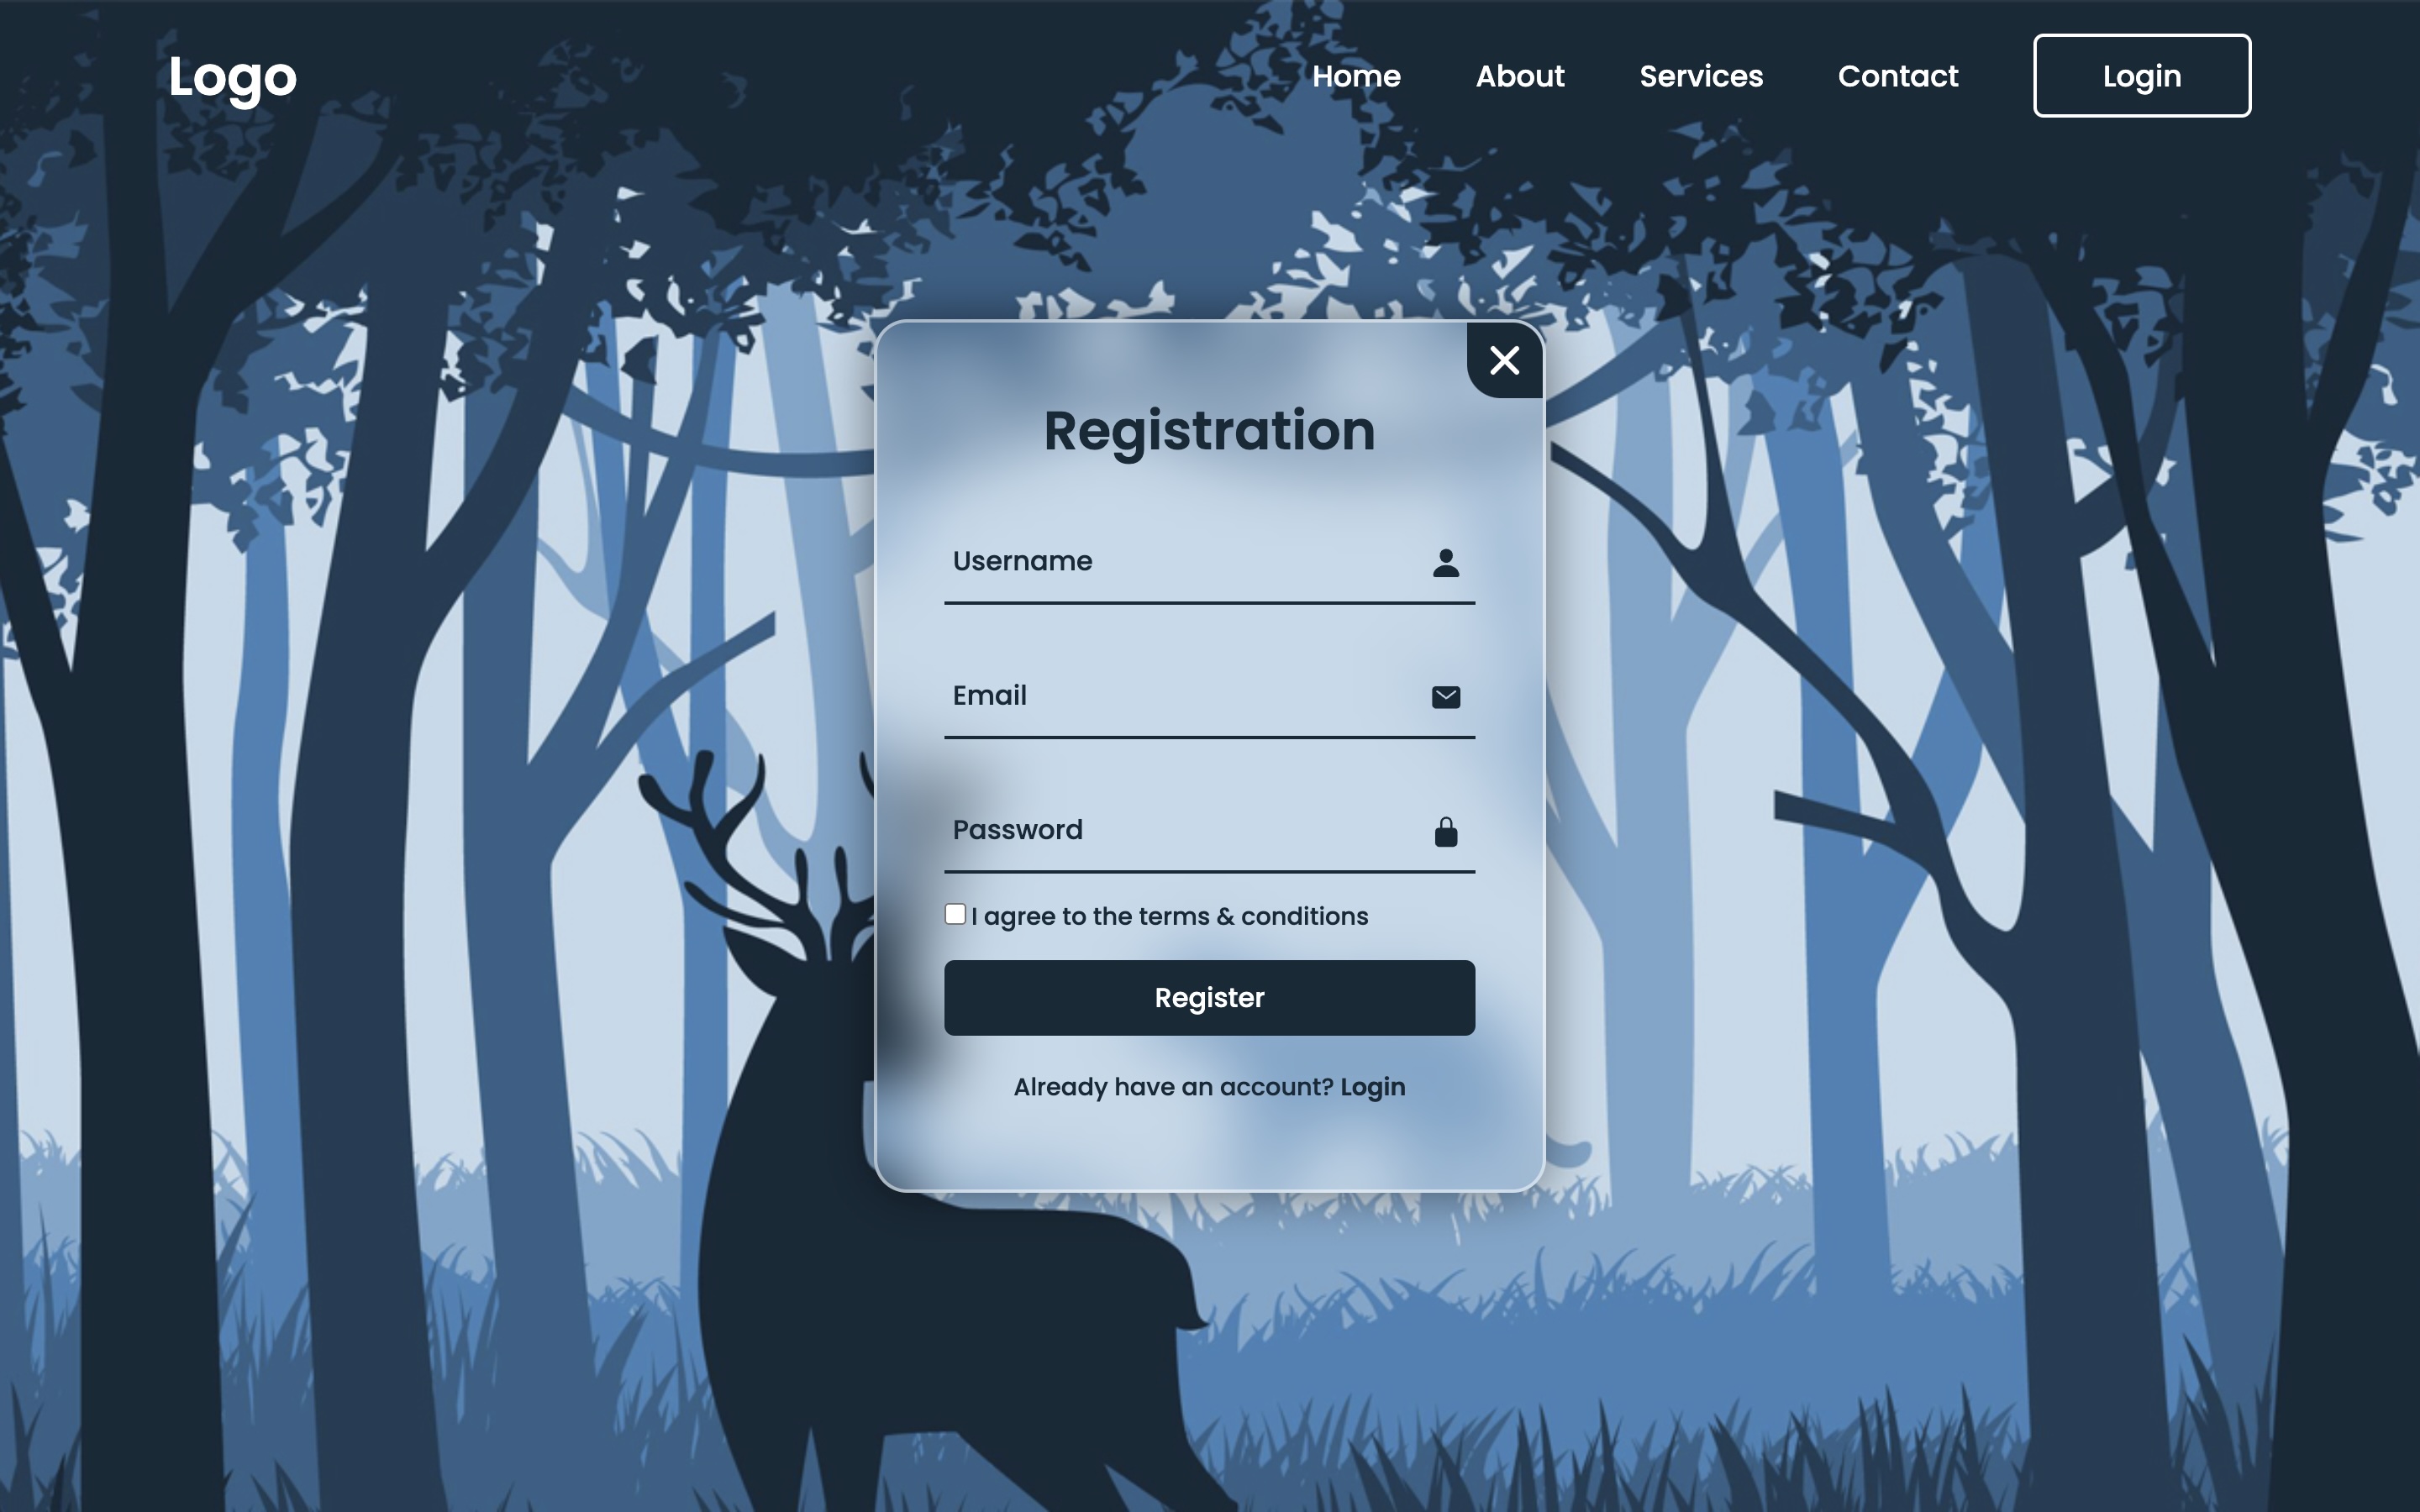 Logo
Home About Services Contact Login
Registration
Username
Email
Password
I agree to the terms & conditions
Register
Already have an account? Login